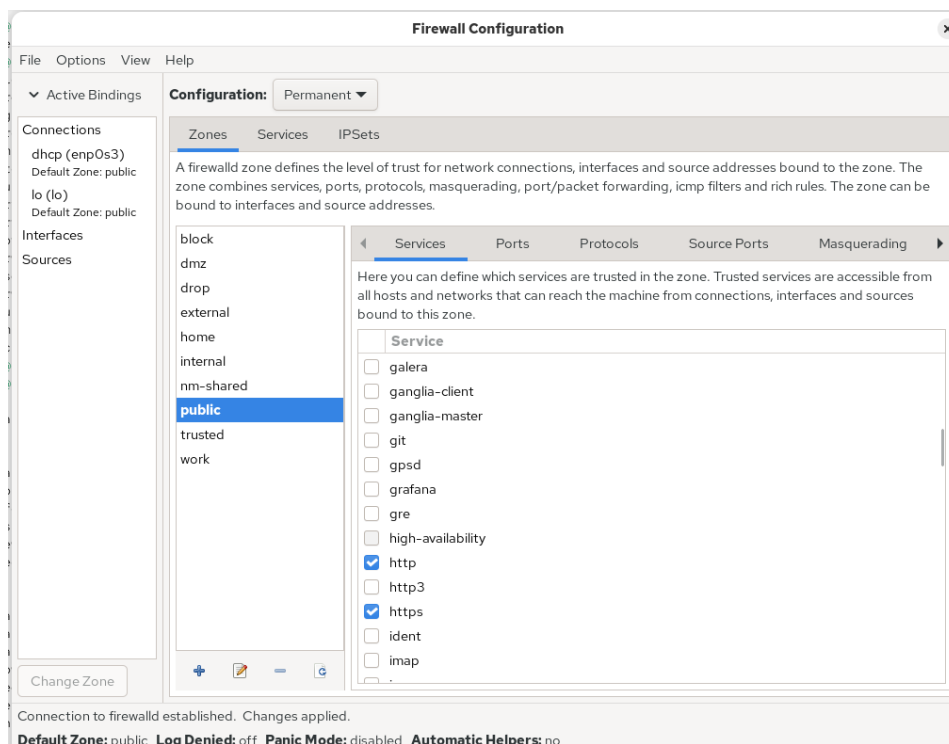 Firewall Configuration
File Options View Help
Active Bindings
Connections
dhcp (enp0s3)
Default Zone: public
lo (lo)
Default Zone: public
Interfaces
Sources
Change Zone
Configuration: Permanent
Zones Services IPSets
A firewalld zone defines the level of trust for network connections, interfaces and source addresses bound to the zone. The
zone combines services, ports, protocols, masquerading, port/packet forwarding, icmp filters and rich rules. The zone can be
bound to interfaces and source addresses.
block
dmz
drop
external
home
internal
nm-shared
public
trusted
work
Services Ports Protocols Source Ports Masquerading
Here you can define which services are trusted in the zone. Trusted services are accessible from
all hosts and networks that can reach the machine from connections, interfaces and sources
bound to this zone.
Service
galera
ganglia-client
ganglia-master
git
gpsd
grafana
gre
high-availability
http
http3
https
ident
imap
Connection to firewalld established. Changes applied.
Default Zone: public Log Denied: off Panic Mode: disabled Automatic Helpers: no